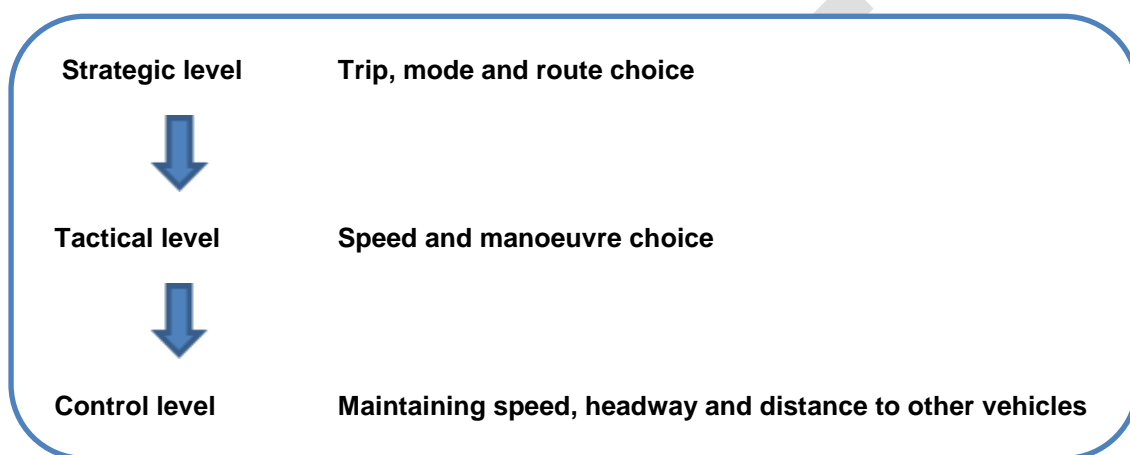 Strategic level Trip, mode and route choice
Tactical level Speed and manoeuvre choice
Control level Maintaining speed, headway and distance to other vehicles